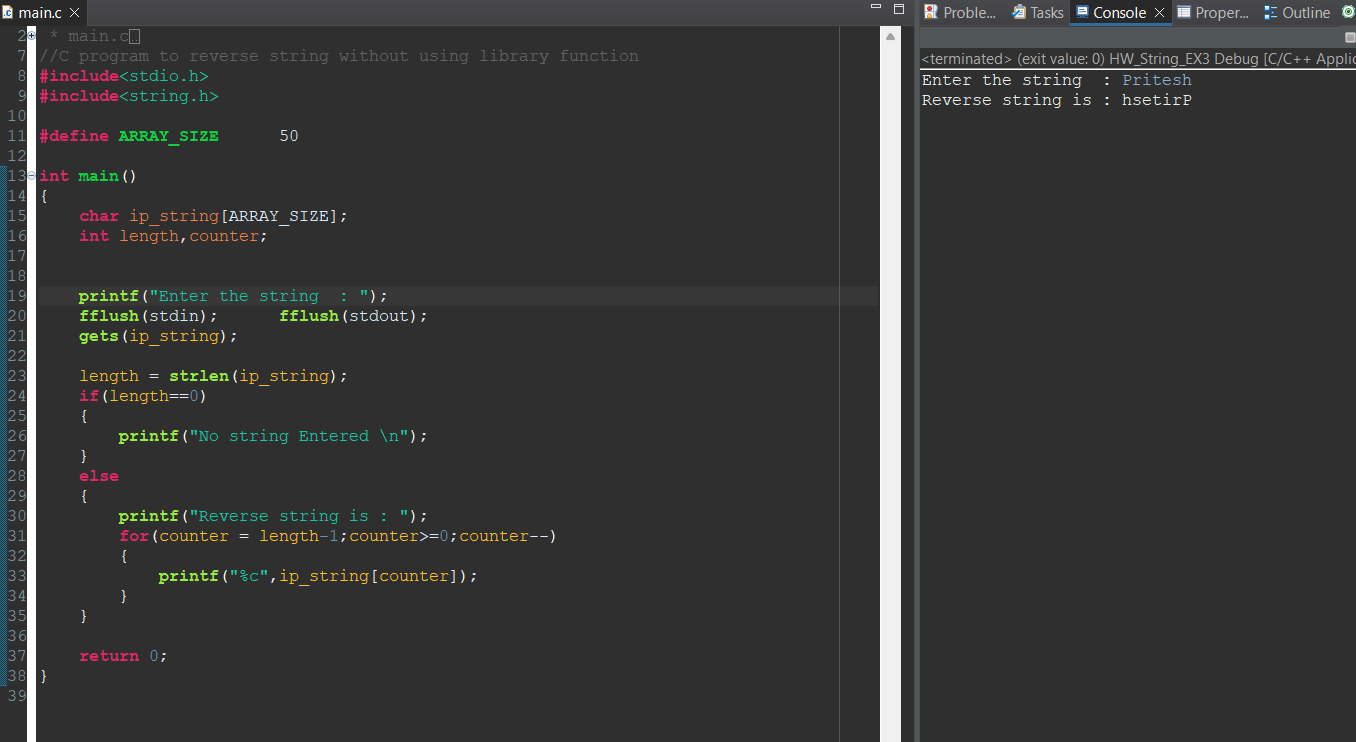 main.c
Proble... Tasks Console Proper... Outline
<terminated> (exit value: 0) HW_String_EX3 Debug [C/C++ Applic
Enter the string  : Pritesh
Reverse string is : hsetirP
2  * main.c
7 //C program to reverse string without using library function
8 #include<stdio.h>
9 #include<string.h>
10
11 #define ARRAY_SIZE      50
12
13 int main()
14 {
15     char ip_string[ARRAY_SIZE];
16     int length,counter;
17
18
19     printf("Enter the string  : ");
20     fflush(stdin);      fflush(stdout);
21     gets(ip_string);
22
23     length = strlen(ip_string);
24     if(length==0)
25     {
26         printf("No string Entered \n");
27     }
28     else
29     {
30         printf("Reverse string is : ");
31         for(counter = length-1;counter>=0;counter--)
32         {
33             printf("%c",ip_string[counter]);
34         }
35     }
36
37     return 0;
38 }
39